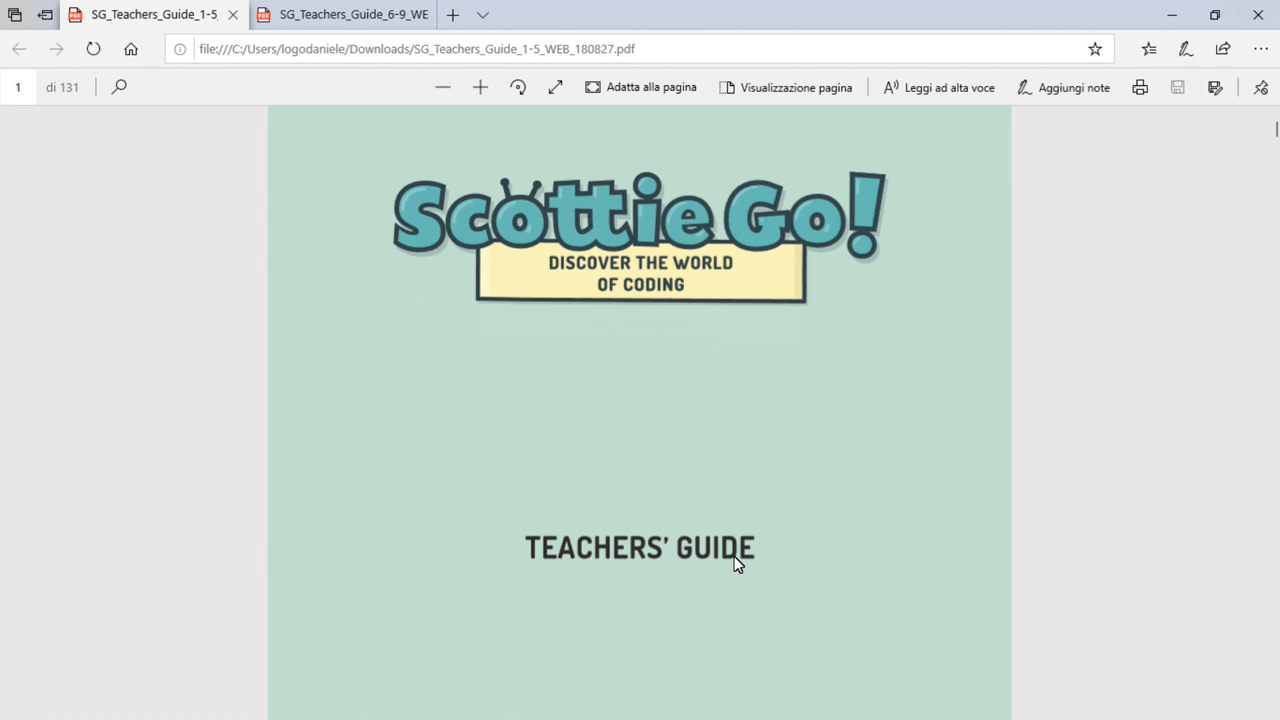 SG_Teachers_Guide_1-5
SG_Teachers_Guide_6-9_WE
file:///C:/Users/logodaniele/Downloads/SG_Teachers_Guide_1-5_WEB_180827.pdf
1 di 131 Adatta alla pagina Visualizzazione pagina Leggi ad alta voce Aggiungi note
Scottie Go!
DISCOVER THE WORLD
OF CODING
TEACHERS’ GUIDE